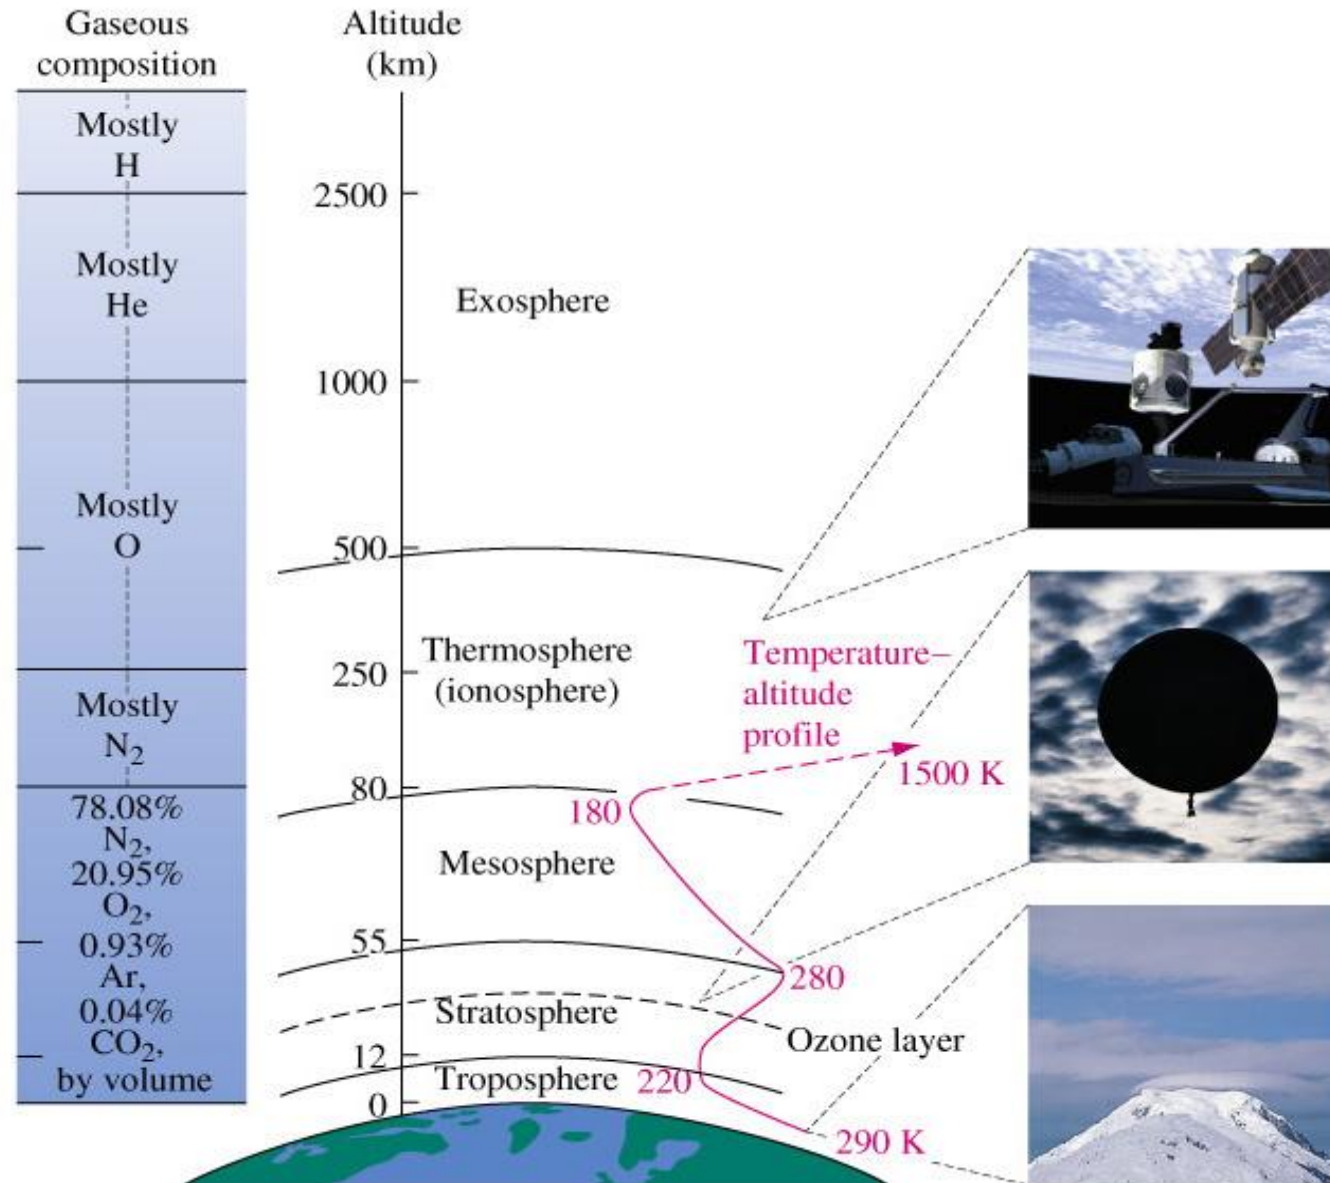 Gaseous
composition
Mostly
H
Mostly
He
Mostly
O
Mostly
N₂
78.08%
N₂,
20.95%
O₂,
0.93%
Ar,
0.04%
CO₂,
by volume
Altitude
(km)
2500
1000
500
250
80
55
12
0
Exosphere
Thermosphere
(ionosphere)
Mesosphere
Stratosphere
Troposphere
Temperature–
altitude
profile
1500 K
180
280
Ozone layer
220
290 K